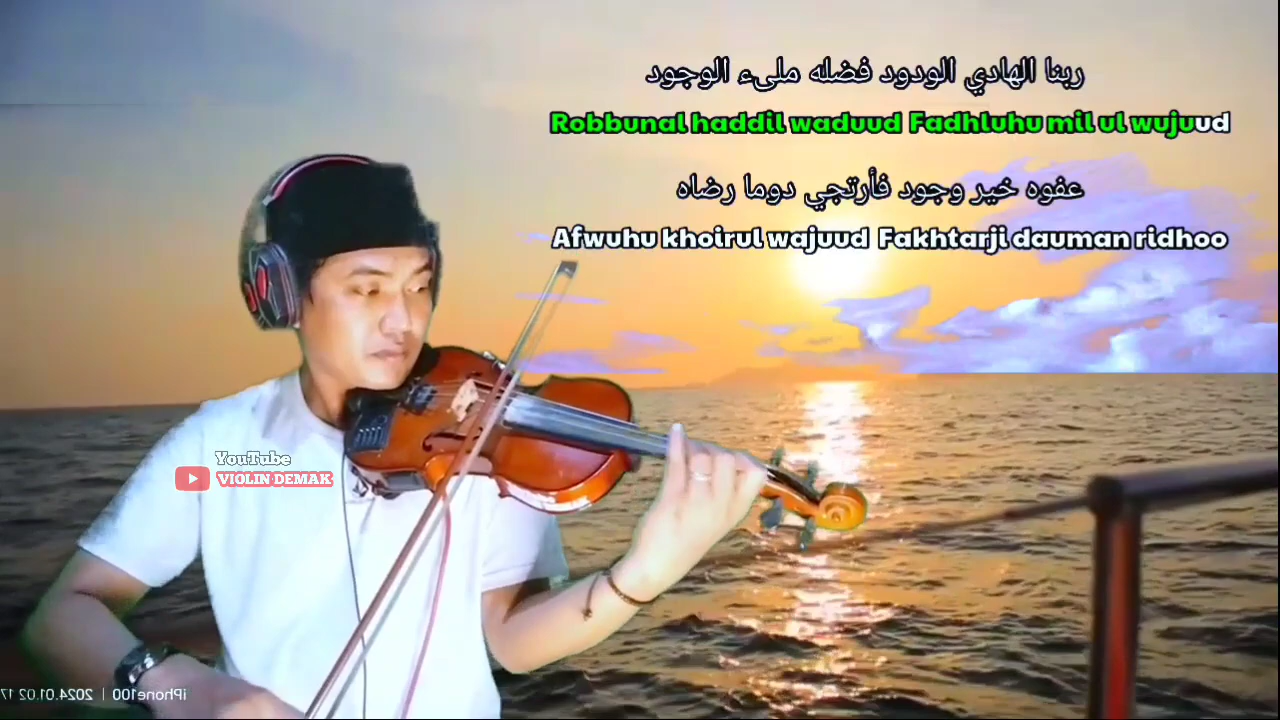 ربنا الهادي الودود فضله ملىء الوجود
Robbunal haddil waduud Fadhluhu mil ul wujuud
عفوه خير وجود فأرتجي دوما رضاه
Afwuhu khoirul wajuud Fakhtarji dauman ridhoo
YouTube
VIOLIN DEMAK
iPhone100 | 2024.01.02 17